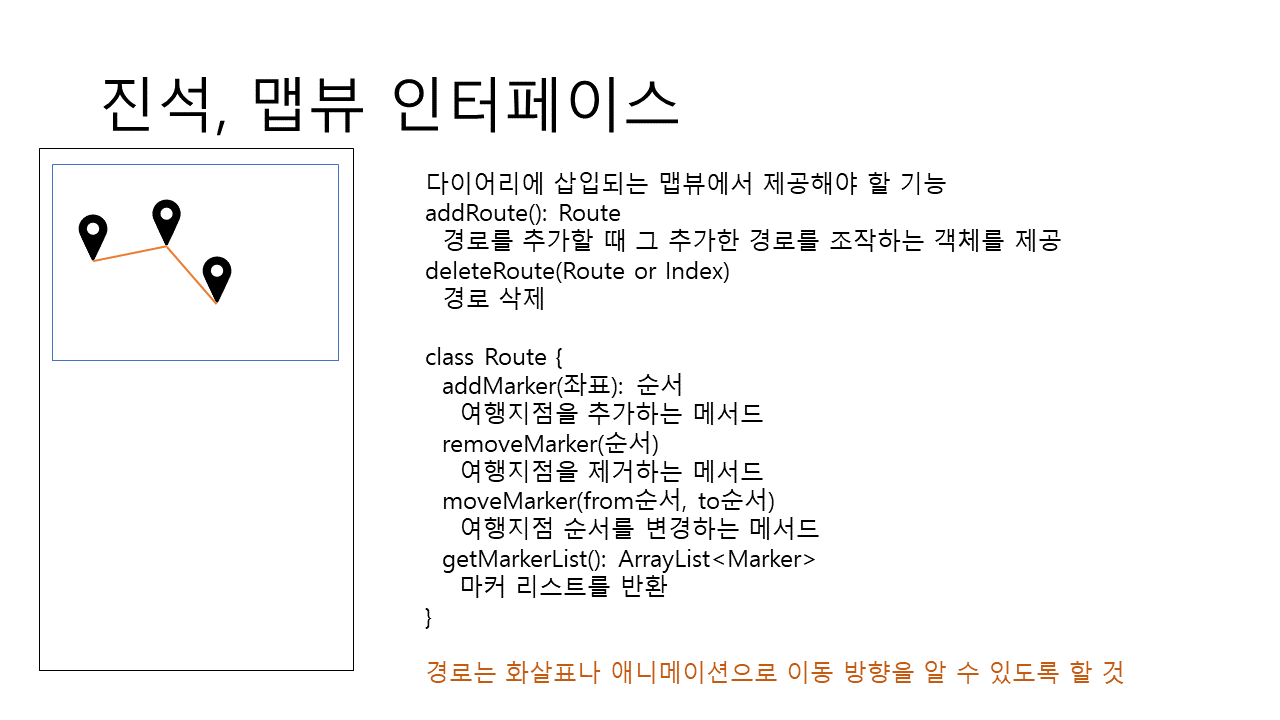 진석, 맵뷰 인터페이스
다이어리에 삽입되는 맵뷰에서 제공해야 할 기능
addRoute(): Route
경로를 추가할 때 그 추가한 경로를 조작하는 객체를 제공
deleteRoute(Route or Index)
경로 삭제
class Route {
addMarker(좌표): 순서
여행지점을 추가하는 메서드
removeMarker(순서)
여행지점을 제거하는 메서드
moveMarker(from순서, to순서)
여행지점 순서를 변경하는 메서드
getMarkerList(): ArrayList<Marker>
마커 리스트를 반환
}
경로는 화살표나 애니메이션으로 이동 방향을 알 수 있도록 할 것